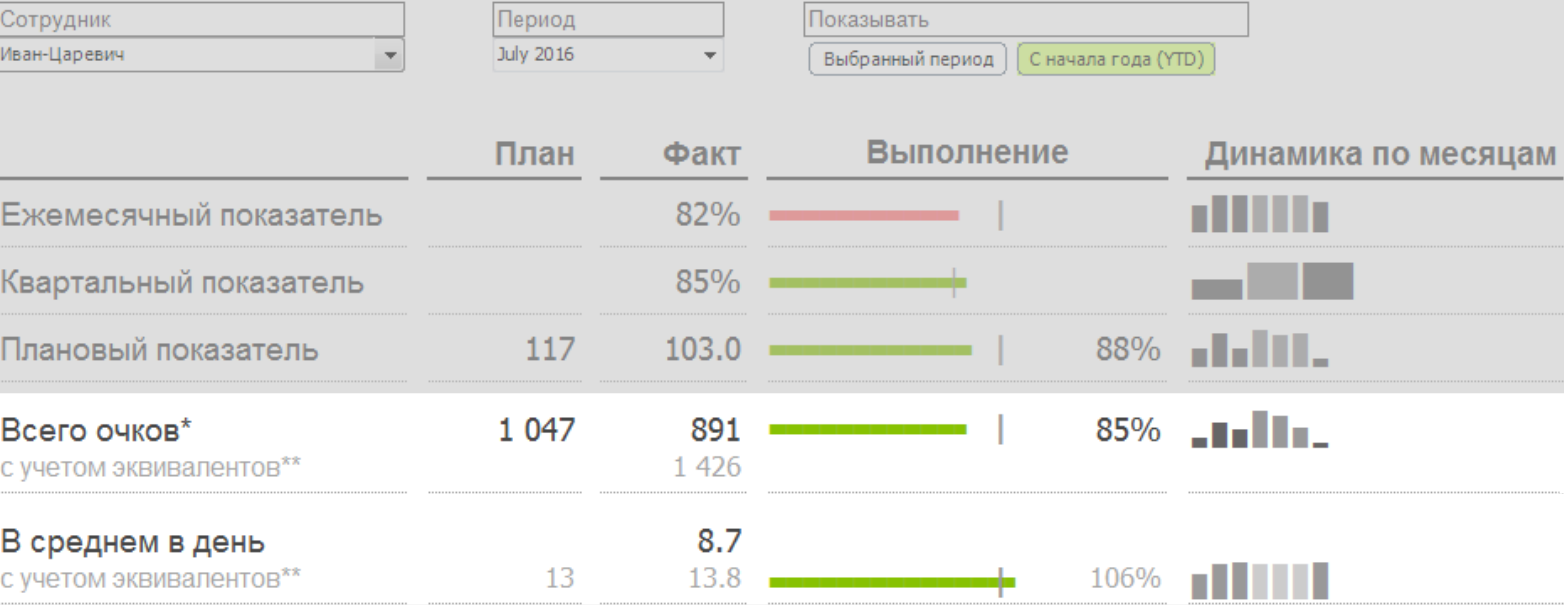 Сотрудник Период Показывать
Иван-Царевич July 2016 Выбранный период С начала года (YTD)
План Факт Выполнение Динамика по месяцам
Ежемесячный показатель 82%
Квартальный показатель 85%
Плановый показатель 117 103.0 88%
Всего очков* 1 047 891 85%
с учетом эквивалентов** 1 426
В среднем в день 8.7
с учетом эквивалентов** 13 13.8 106%